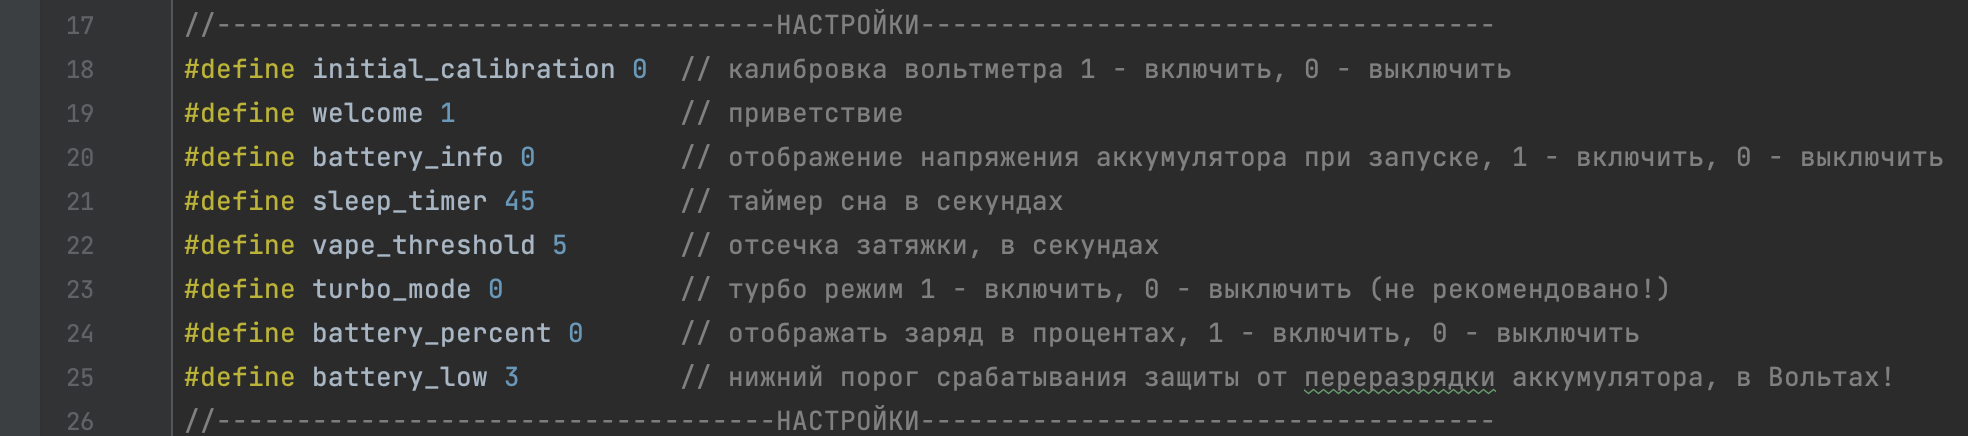 17 //-----------------------------------НАСТРОЙКИ------------------------------------
18 #define initial_calibration 0  // калибровка вольтметра 1 - включить, 0 - выключить
19 #define welcome 1              // приветствие
20 #define battery_info 0         // отображение напряжения аккумулятора при запуске, 1 - включить, 0 - выключить
21 #define sleep_timer 45         // таймер сна в секундах
22 #define vape_threshold 5       // отсечка затяжки, в секундах
23 #define turbo_mode 0           // турбо режим 1 - включить, 0 - выключить (не рекомендовано!)
24 #define battery_percent 0      // отображать заряд в процентах, 1 - включить, 0 - выключить
25 #define battery_low 3          // нижний порог срабатывания защиты от переразрядки аккумулятора, в Вольтах!
26 //-----------------------------------НАСТРОЙКИ------------------------------------